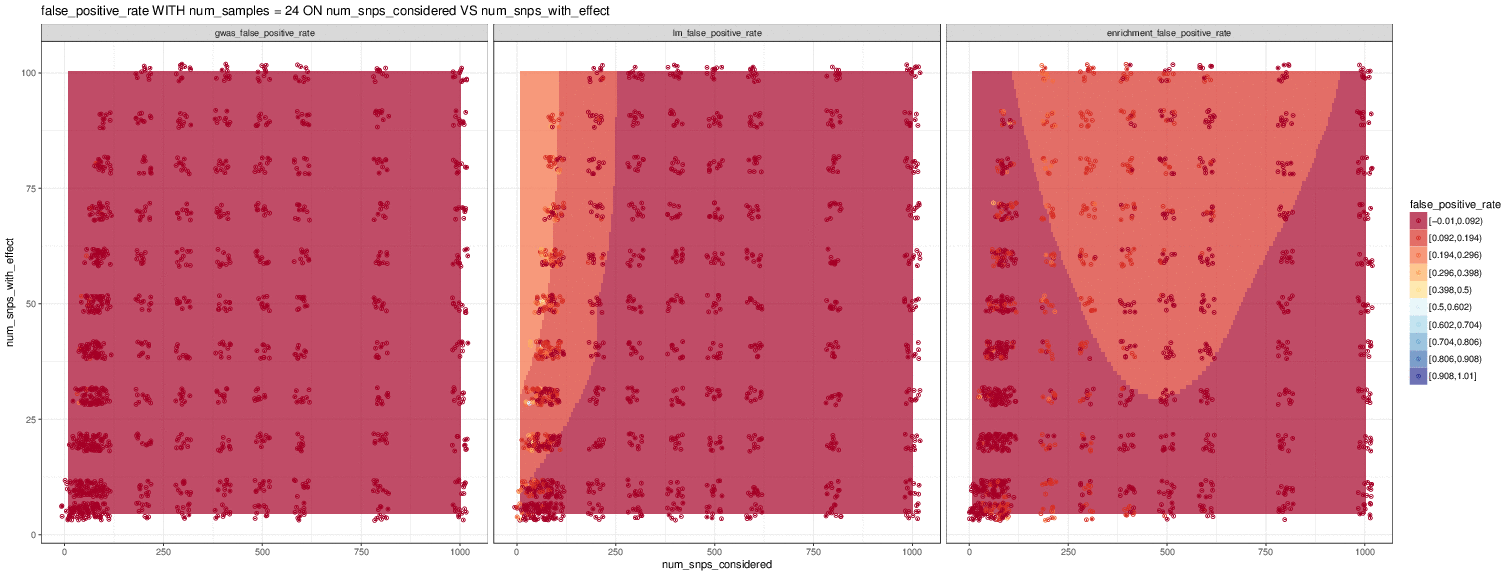 false_positive_rate WITH num_samples = 24 ON num_snps_considered VS num_snps_with_effect
gwas_false_positive_rate
lm_false_positive_rate
enrichment_false_positive_rate
num_snps_with_effect
100
75
50
25
0
0 250 500 750 1000
0 250 500 750 1000
0 250 500 750 1000
num_snps_considered
false_positive_rate
[−0.01,0.092)
[0.092,0.194)
[0.194,0.296)
[0.296,0.398)
[0.398,0.5)
[0.5,0.602)
[0.602,0.704)
[0.704,0.806)
[0.806,0.908)
[0.908,1.01]